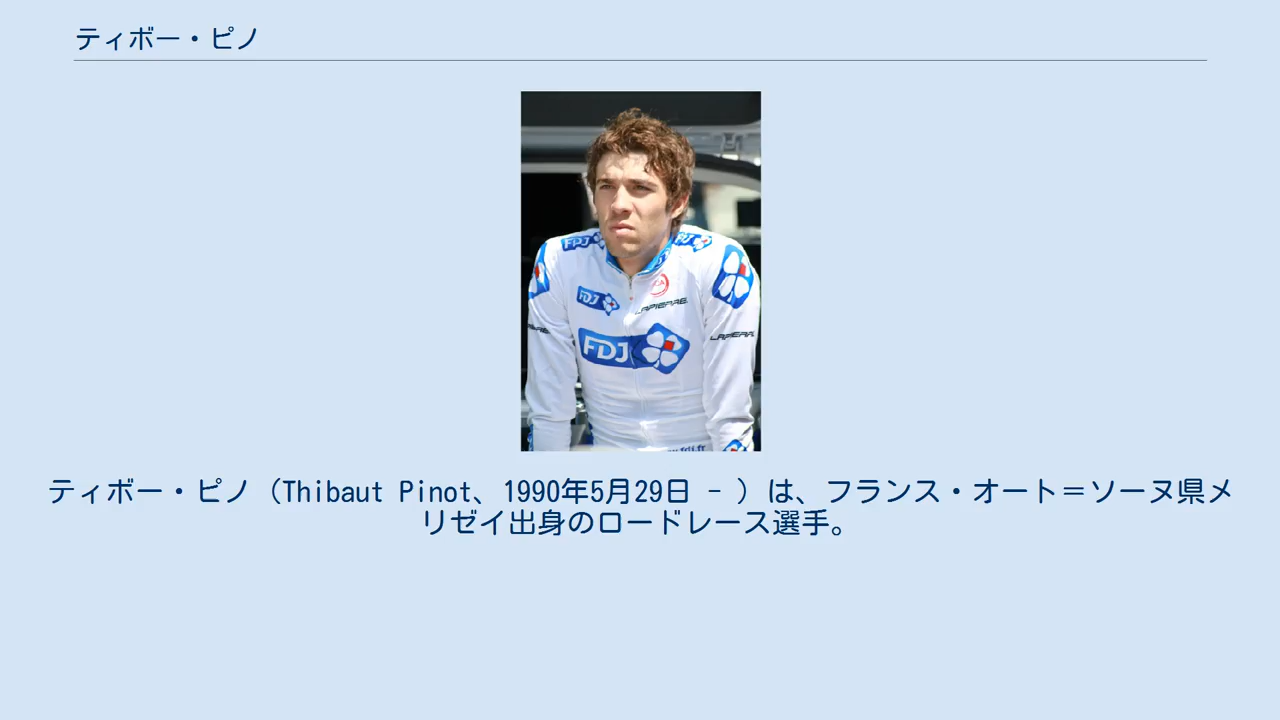 ティボー・ピノ
FDJ
FDJ
LAPIERRE
LAPIERRE
FDJ
ティボー・ピノ（Thibaut Pinot、1990年5月29日 - ）は、フランス・オート＝ソーヌ県メ
リゼイ出身のロードレース選手。